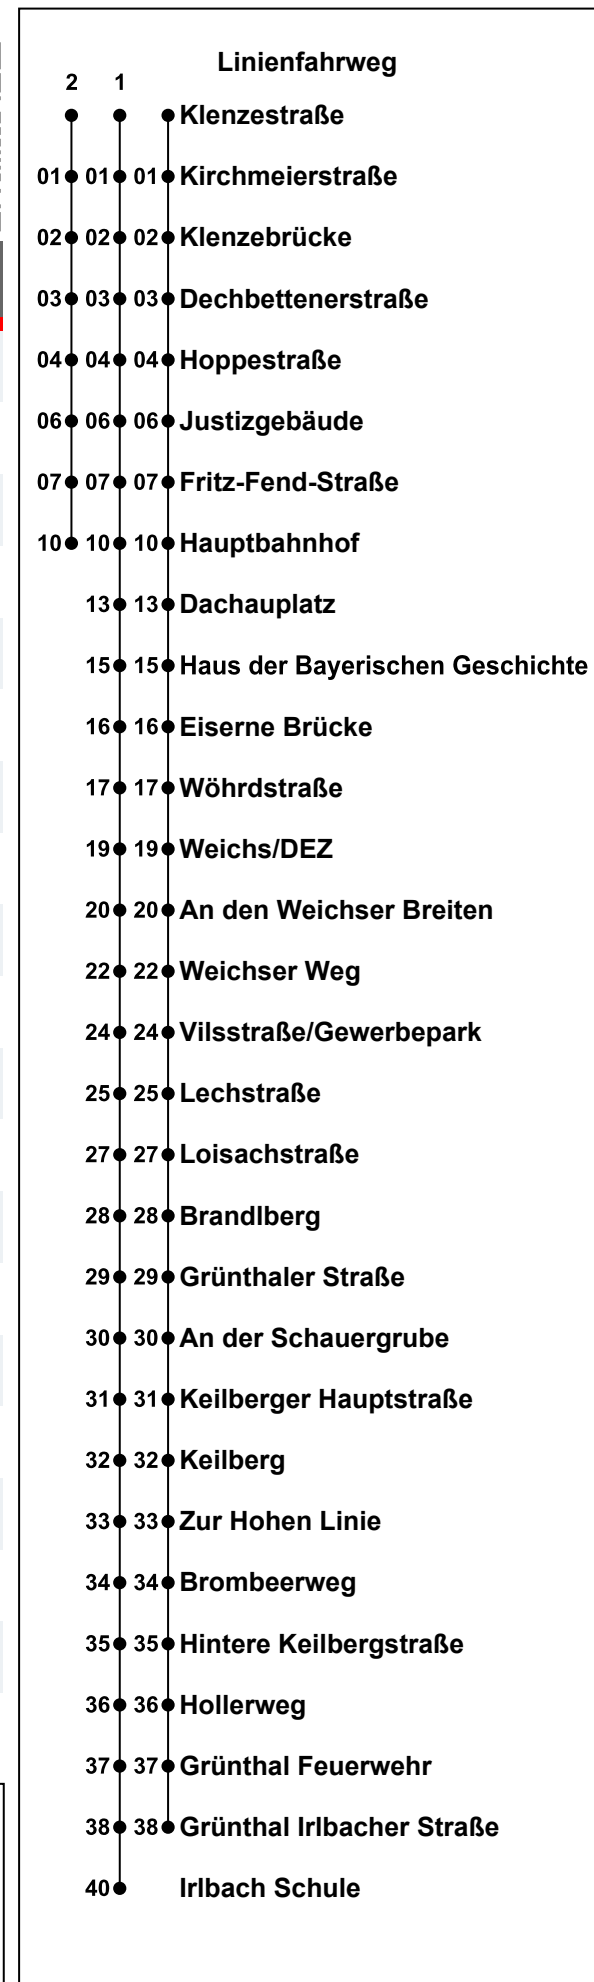 Linienfahrweg
2 1
Klenzestraße
01 01 01 Kirchmeierstraße
02 02 02 Klenzebrücke
03 03 03 Dechbettenerstraße
04 04 04 Hoppestraße
06 06 06 Justizgebäude
07 07 07 Fritz-Fend-Straße
10 10 10 Hauptbahnhof
13 13 Dachauplatz
15 15 Haus der Bayerischen Geschichte
16 16 Eiserne Brücke
17 17 Wöhrdstraße
19 19 Weichs/DEZ
20 20 An den Weichser Breiten
22 22 Weichser Weg
24 24 Vilsstraße/Gewerbepark
25 25 Lechstraße
27 27 Loisachstraße
28 28 Brandlberg
29 29 Grünthaler Straße
30 30 An der Schauergrube
31 31 Keilberger Hauptstraße
32 32 Keilberg
33 33 Zur Hohen Linie
34 34 Brombeerweg
35 35 Hintere Keilbergstraße
36 36 Hollerweg
37 37 Grünthal Feuerwehr
38 38 Grünthal Irlbacher Straße
40 Irlbach Schule